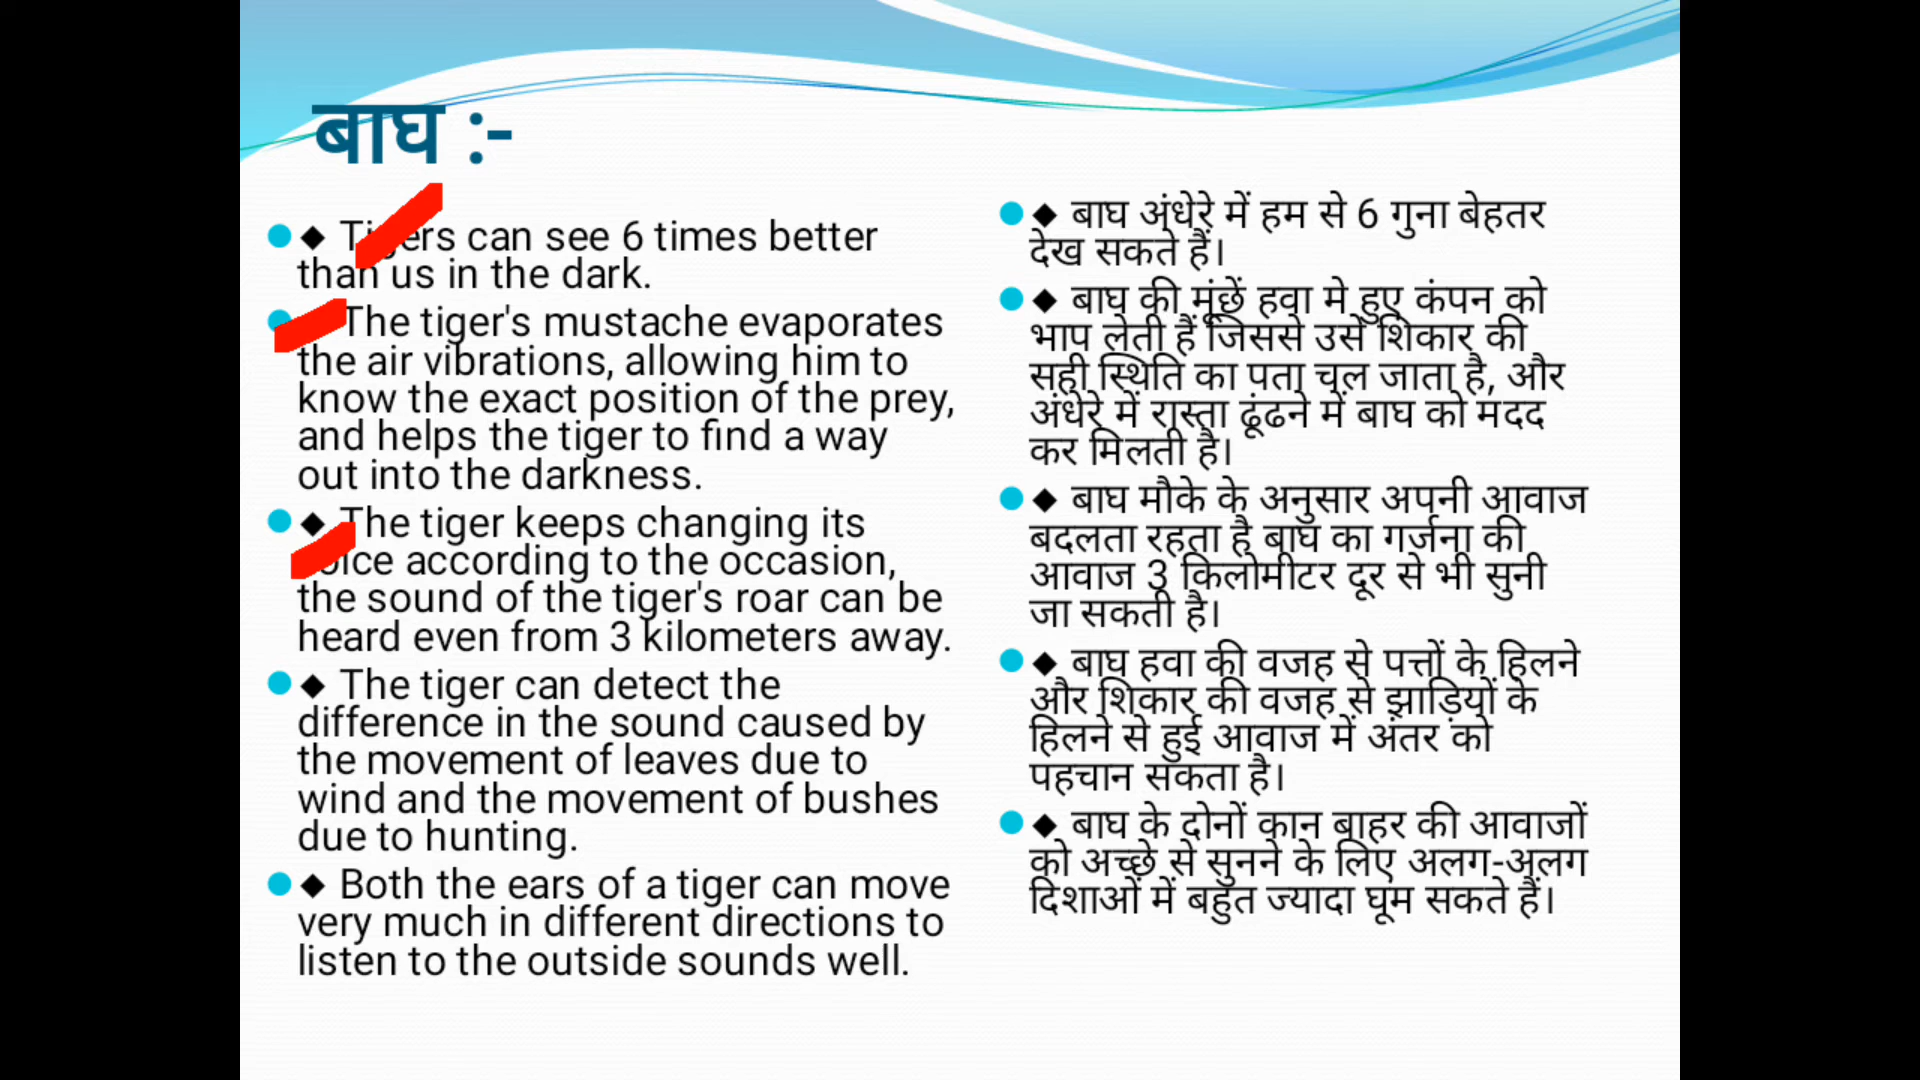 बाघ :-
◆ Tigers can see 6 times better
than us in the dark.
The tiger's mustache evaporates
the air vibrations, allowing him to
know the exact position of the prey,
and helps the tiger to find a way
out into the darkness.
◆ The tiger keeps changing its
voice according to the occasion,
the sound of the tiger's roar can be
heard even from 3 kilometers away.
◆ The tiger can detect the
difference in the sound caused by
the movement of leaves due to
wind and the movement of bushes
due to hunting.
◆ Both the ears of a tiger can move
very much in different directions to
listen to the outside sounds well.
◆ बाघ अंधेरे में हम से 6 गुना बेहतर
देख सकते हैं।
◆ बाघ की मूंछें हवा मे हुए कंपन को
भाप लेती हैं जिससे उसे शिकार की
सही स्थिति का पता चल जाता है, और
अंधेरे में रास्ता ढूंढने में बाघ को मदद
कर मिलती है।
◆ बाघ मौके के अनुसार अपनी आवाज
बदलता रहता है बाघ का गर्जना की
आवाज 3 किलोमीटर दूर से भी सुनी
जा सकती है।
◆ बाघ हवा की वजह से पत्तों के हिलने
और शिकार की वजह से झाड़ियों के
हिलने से हुई आवाज में अंतर को
पहचान सकता है।
◆ बाघ के दोनों कान बाहर की आवाजों
को अच्छे से सुनने के लिए अलग-अलग
दिशाओं में बहुत ज्यादा घूम सकते हैं।